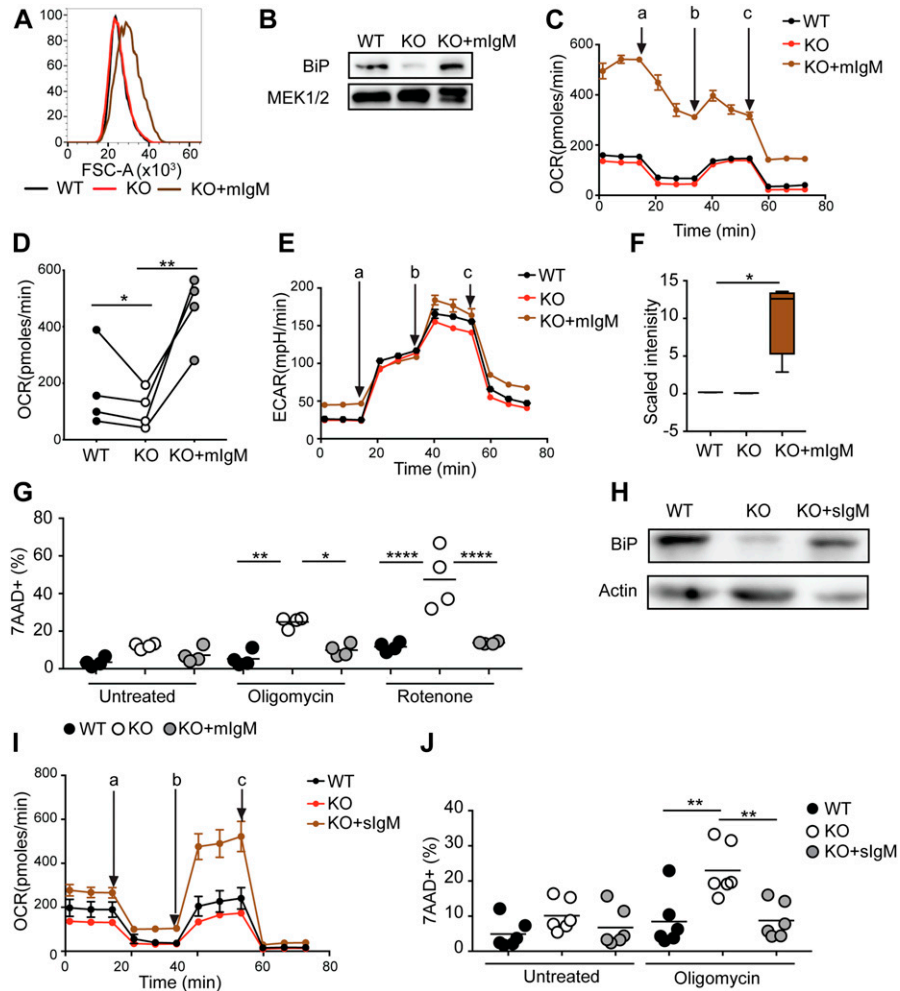 A
100
80
60
40
20
0
0 20 40 60
FSC-A (x10³)
WT KO KO+mIgM
B
WT KO KO+mIgM
BiP
MEK1/2
C
a b c
WT
KO
KO+mIgM
OCR(pmoles/min)
600
400
200
0
0 20 40 60 80
Time (min)
D
OCR(pmoles/min)
600
400
200
0
* **
WT KO KO+mIgM
E
a b c
WT
KO
KO+mIgM
ECAR(mpH/min)
200
150
100
50
0
0 20 40 60 80
Time (min)
F
Scaled intenisity
15
10
5
0
-5
*
WT KO KO+mIgM
G
7AAD+ (%)
80
60
40
20
0
** * **** ****
Untreated Oligomycin Rotenone
WT KO KO+mIgM
H
WT KO KO+sIgM
BiP
Actin
I
a b c
WT
KO
KO+sIgM
OCR(pmoles/min)
800
600
400
200
0
0 20 40 60 80
Time (min)
J
7AAD+ (%)
40
30
20
10
0
** **
WT
KO
KO+sIgM
Untreated Oligomycin